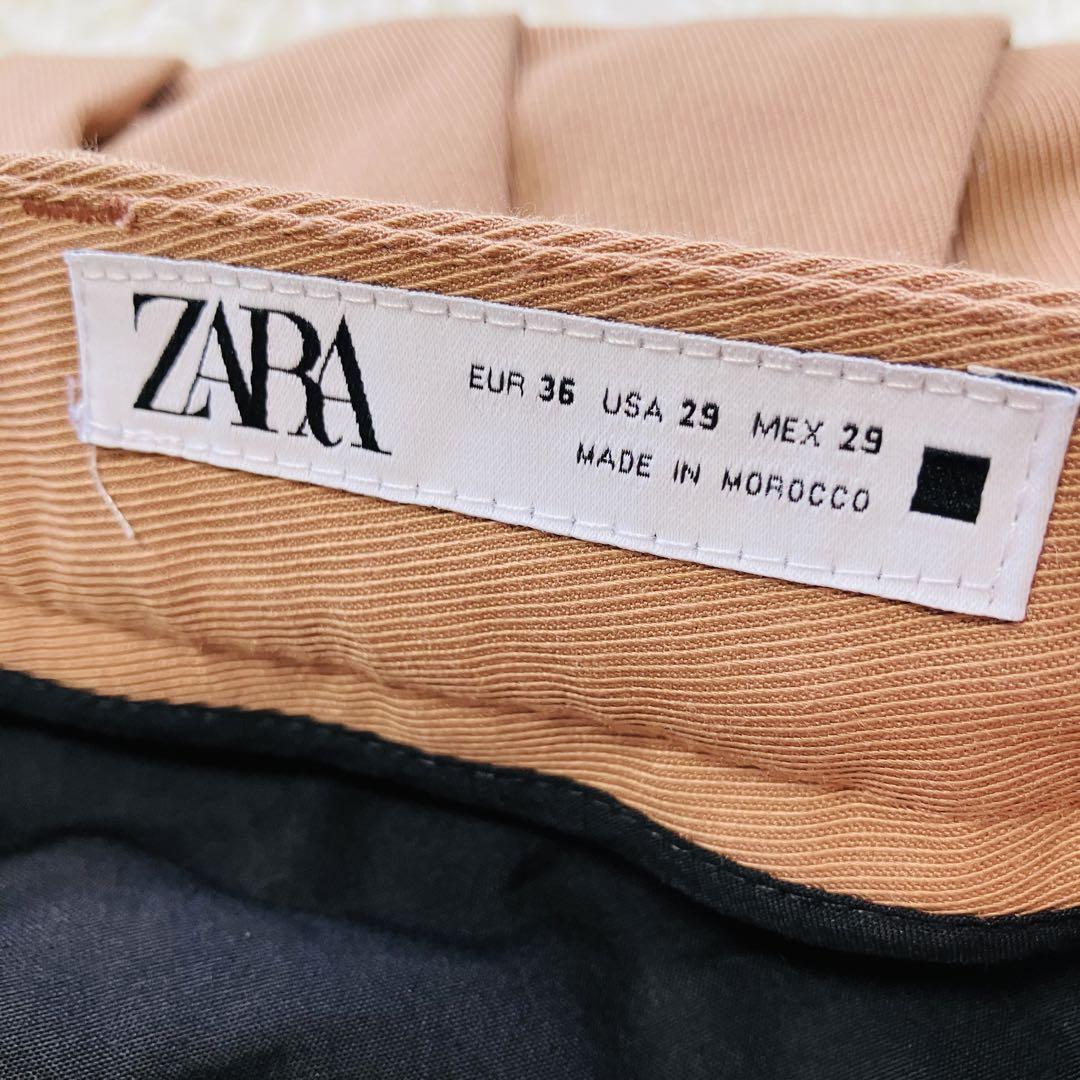 ZARA
EUR 36 USA 29 MEX 29
MADE IN MOROCCO